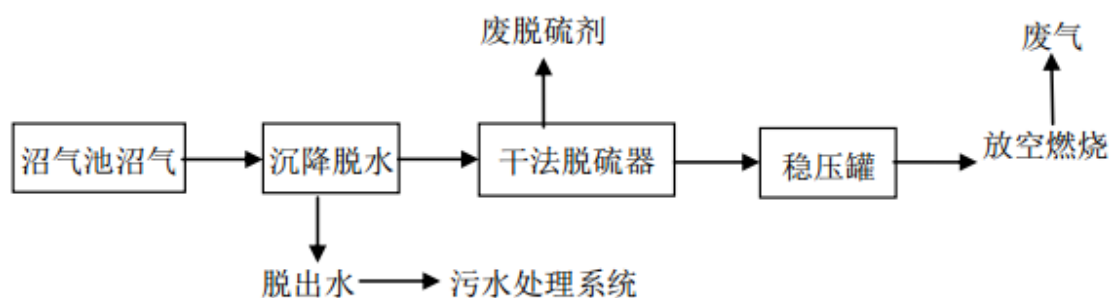 废脱硫剂
废气
沼气池沼气
沉降脱水
干法脱硫器
稳压罐
放空燃烧
脱出水
污水处理系统